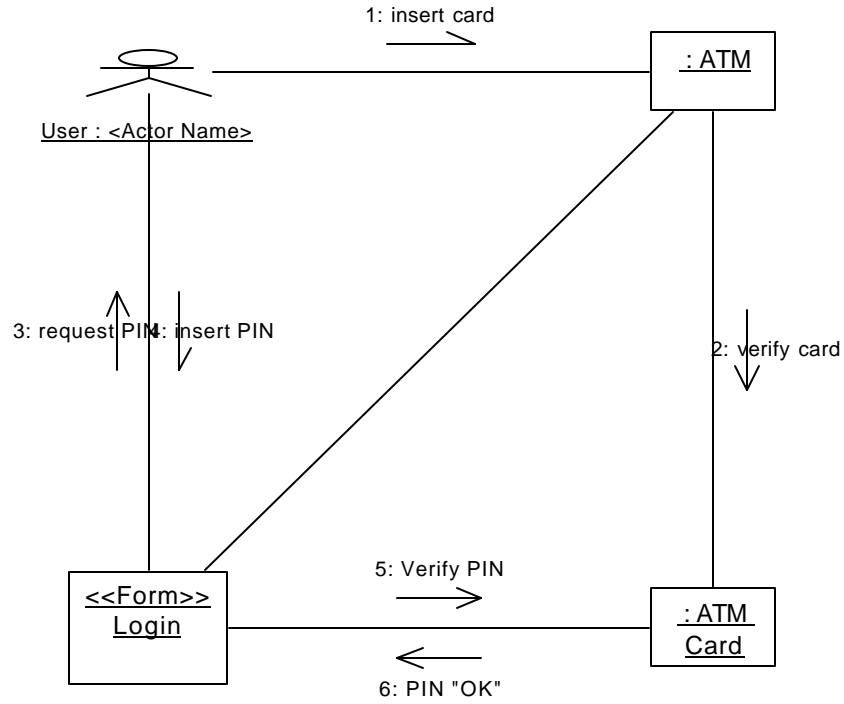 1: insert card
: ATM
User : <Actor Name>
3: request PIN
4: insert PIN
2: verify card
5: Verify PIN
<<Form>>
Login
: ATM
Card
6: PIN "OK"